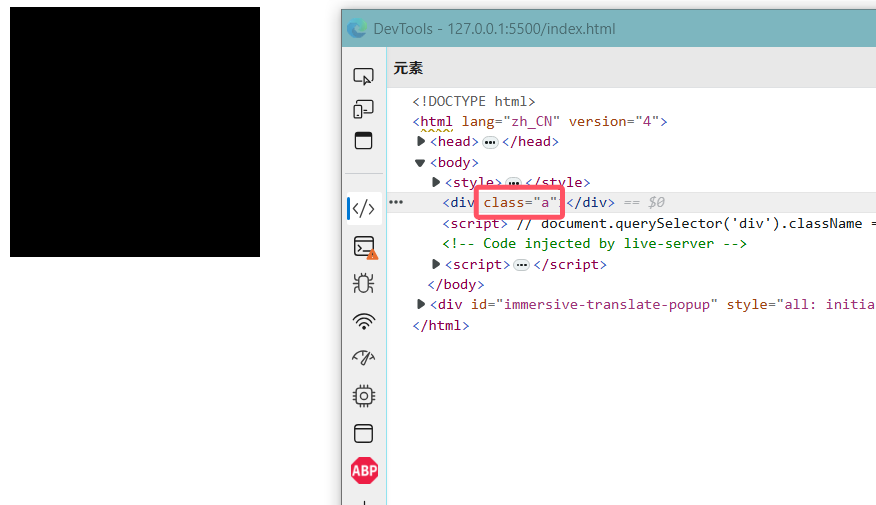 DevTools - 127.0.0.1:5500/index.html
元素
<!DOCTYPE html>
<html lang="zh_CN" version="4">
<head> ••• </head>
<body>
<style> ••• </style>
••• <div class="a"></div> == $0
<script> // document.querySelector('div').className =
<!-- Code injected by live-server -->
<script> ••• </script>
</body>
<div id="immersive-translate-popup" style="all: initia
</html>
ABP